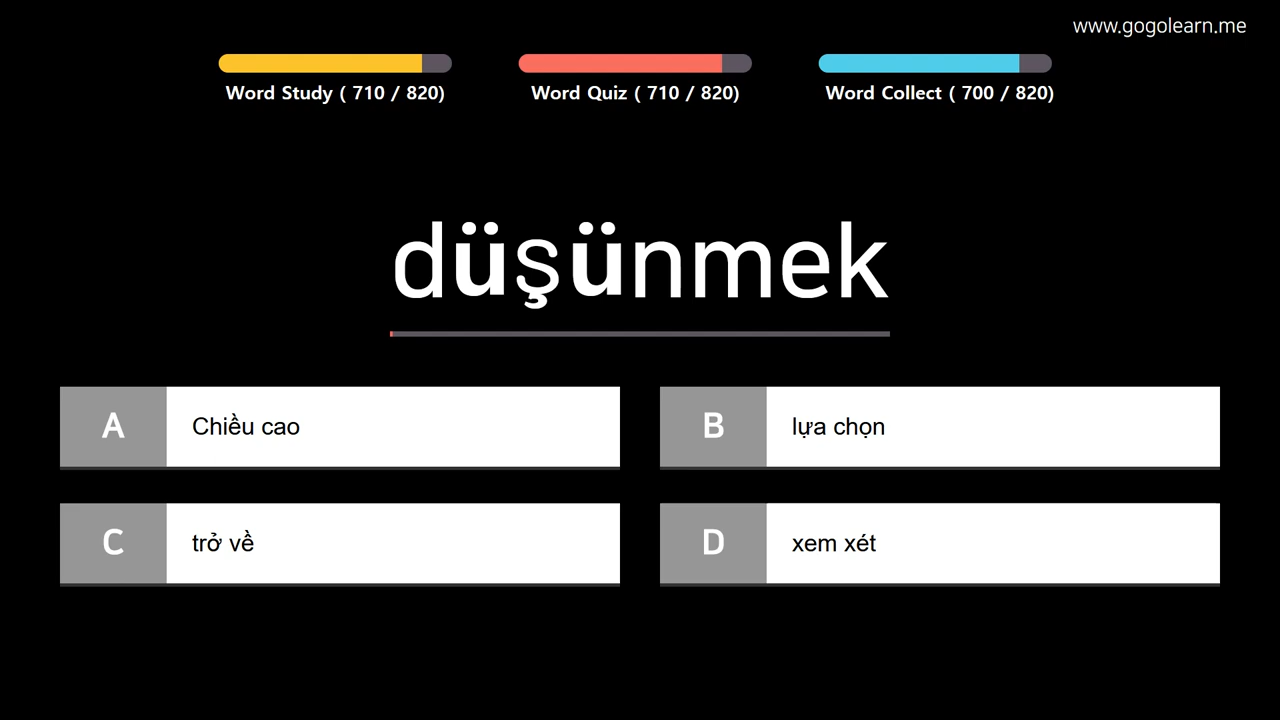 www.gogolearn.me
Word Study ( 710 / 820)
Word Quiz ( 710 / 820)
Word Collect ( 700 / 820)
düşünmek
A
Chiều cao
B
lựa chọn
C
trở về
D
xem xét